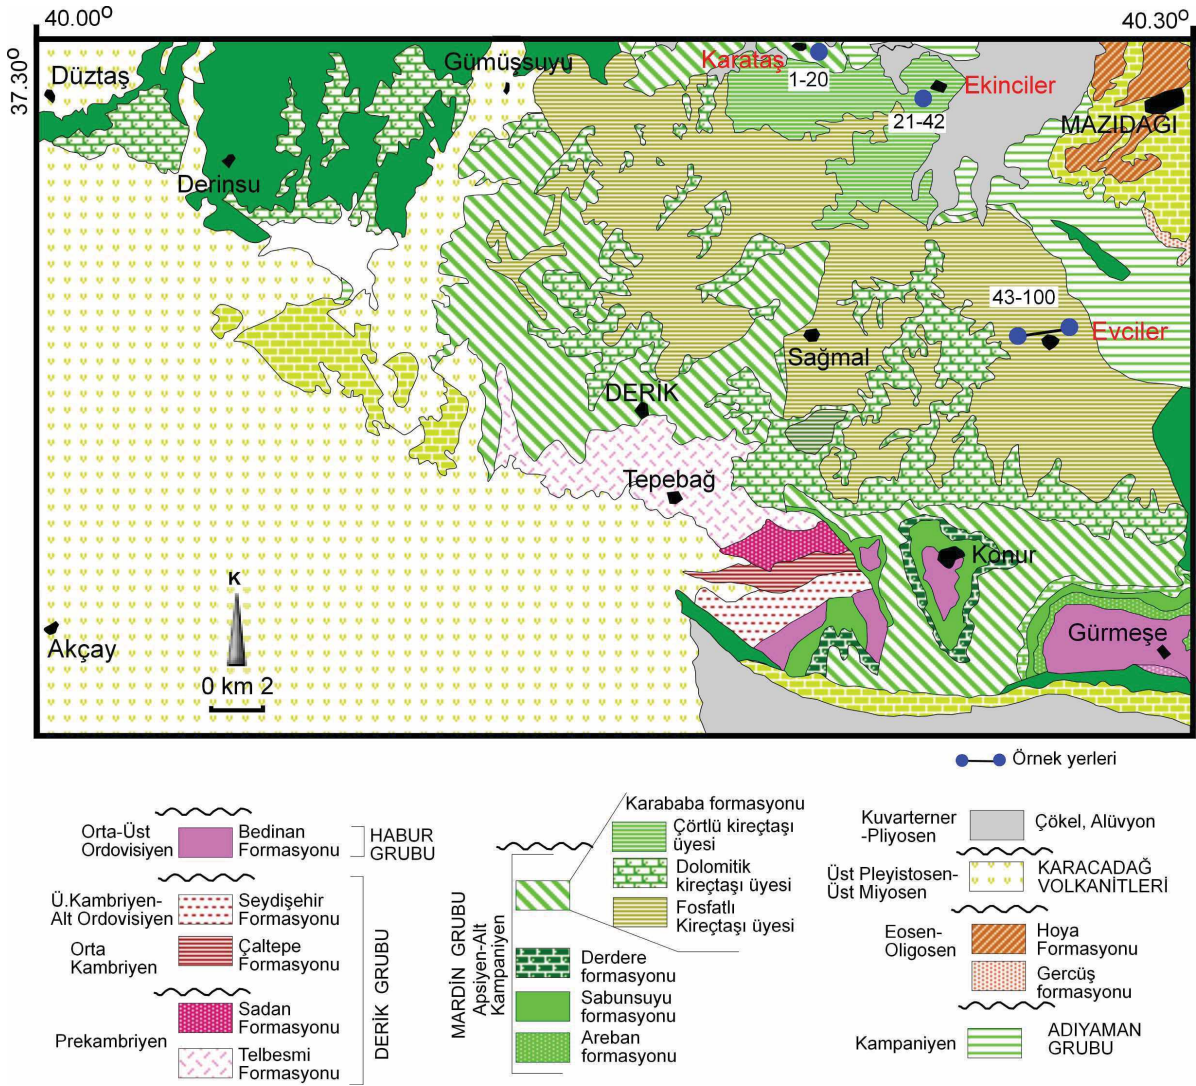 40.00⁰
40.30⁰
37.30⁰
Düztaş
Gümüşsuyu
Karataş
1-20
Ekinciler
21-42
MAZIDAĞI
Derinsu
43-100
Evciler
Sağmal
DERİK
Tepebağ
Konur
K
Akçay
0 km 2
Gürmeşe
Örnek yerleri
Orta-Üst
Ordovisiyen
Bedinan
Formasyonu
HABUR
GRUBU
Ü.Kambriyen-
Alt Ordovisiyen
Seydişehir
Formasyonu
Orta
Kambriyen
Çaltepe
Formasyonu
Prekambriyen
Sadan
Formasyonu
Telbesmi
Formasyonu
DERİK GRUBU
MARDİN GRUBU
Apsiyen-Alt
Kampaniyen
Karababa formasyonu
Çörtlü kireçtaşı
üyesi
Dolomitik
kireçtaşı üyesi
Fosfatlı
Kireçtaşı üyesi
Derdere
formasyonu
Sabunsuyu
formasyonu
Areban
formasyonu
Kuvarterner
-Pliyosen
Çökel, Alüvyon
Üst Pleyistosen-
Üst Miyosen
KARACADAĞ
VOLKANİTLERİ
Eosen-
Oligosen
Hoya
Formasyonu
Gercüş
formasyonu
Kampaniyen
ADIYAMAN
GRUBU